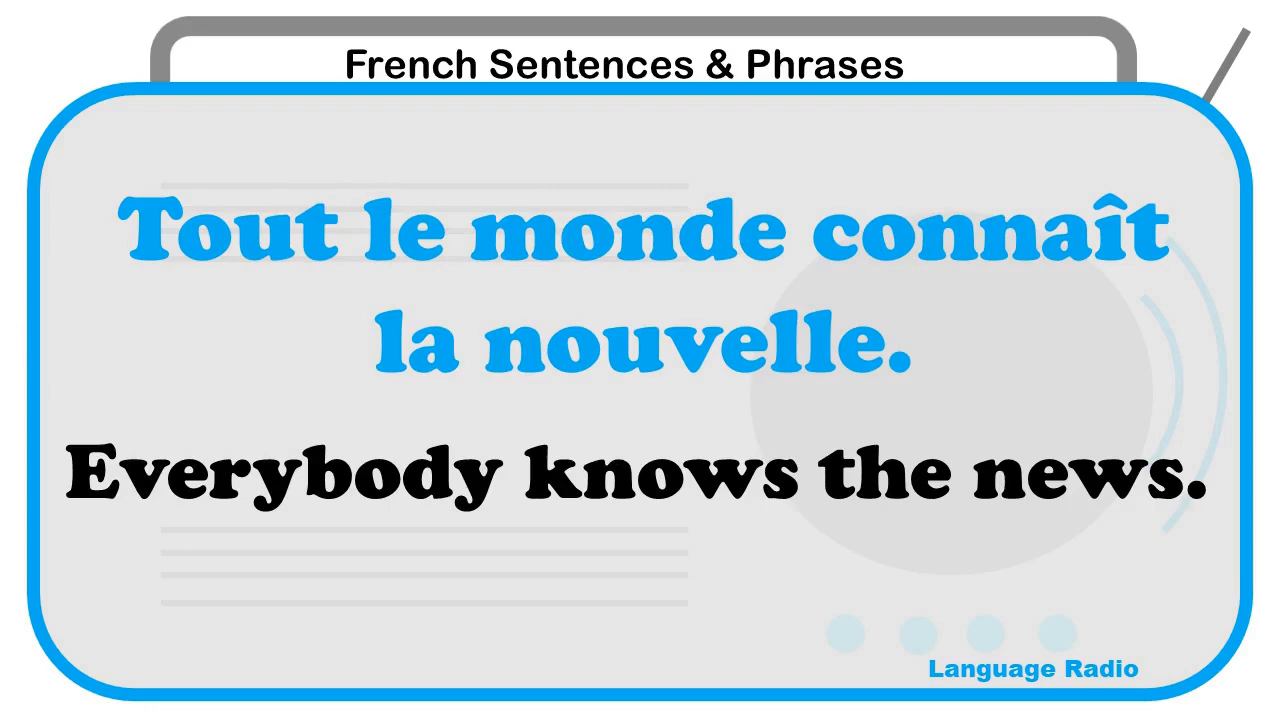 French Sentences & Phrases
Tout le monde connaît
la nouvelle.
Everybody knows the news.
Language Radio